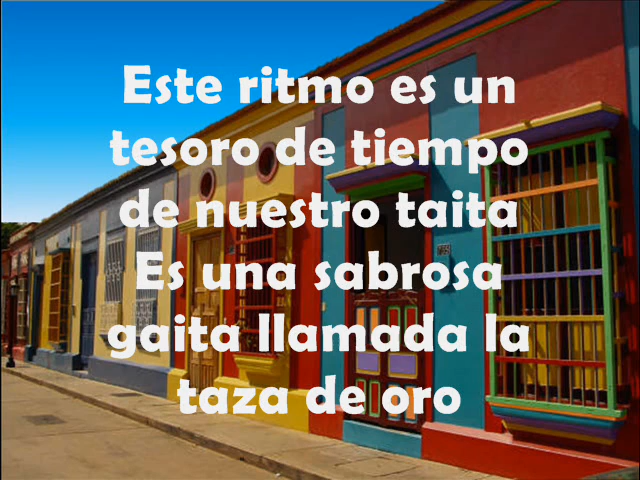 Este ritmo es un
tesoro de tiempo
de nuestro taita
Es una sabrosa
gaita llamada la
taza de oro